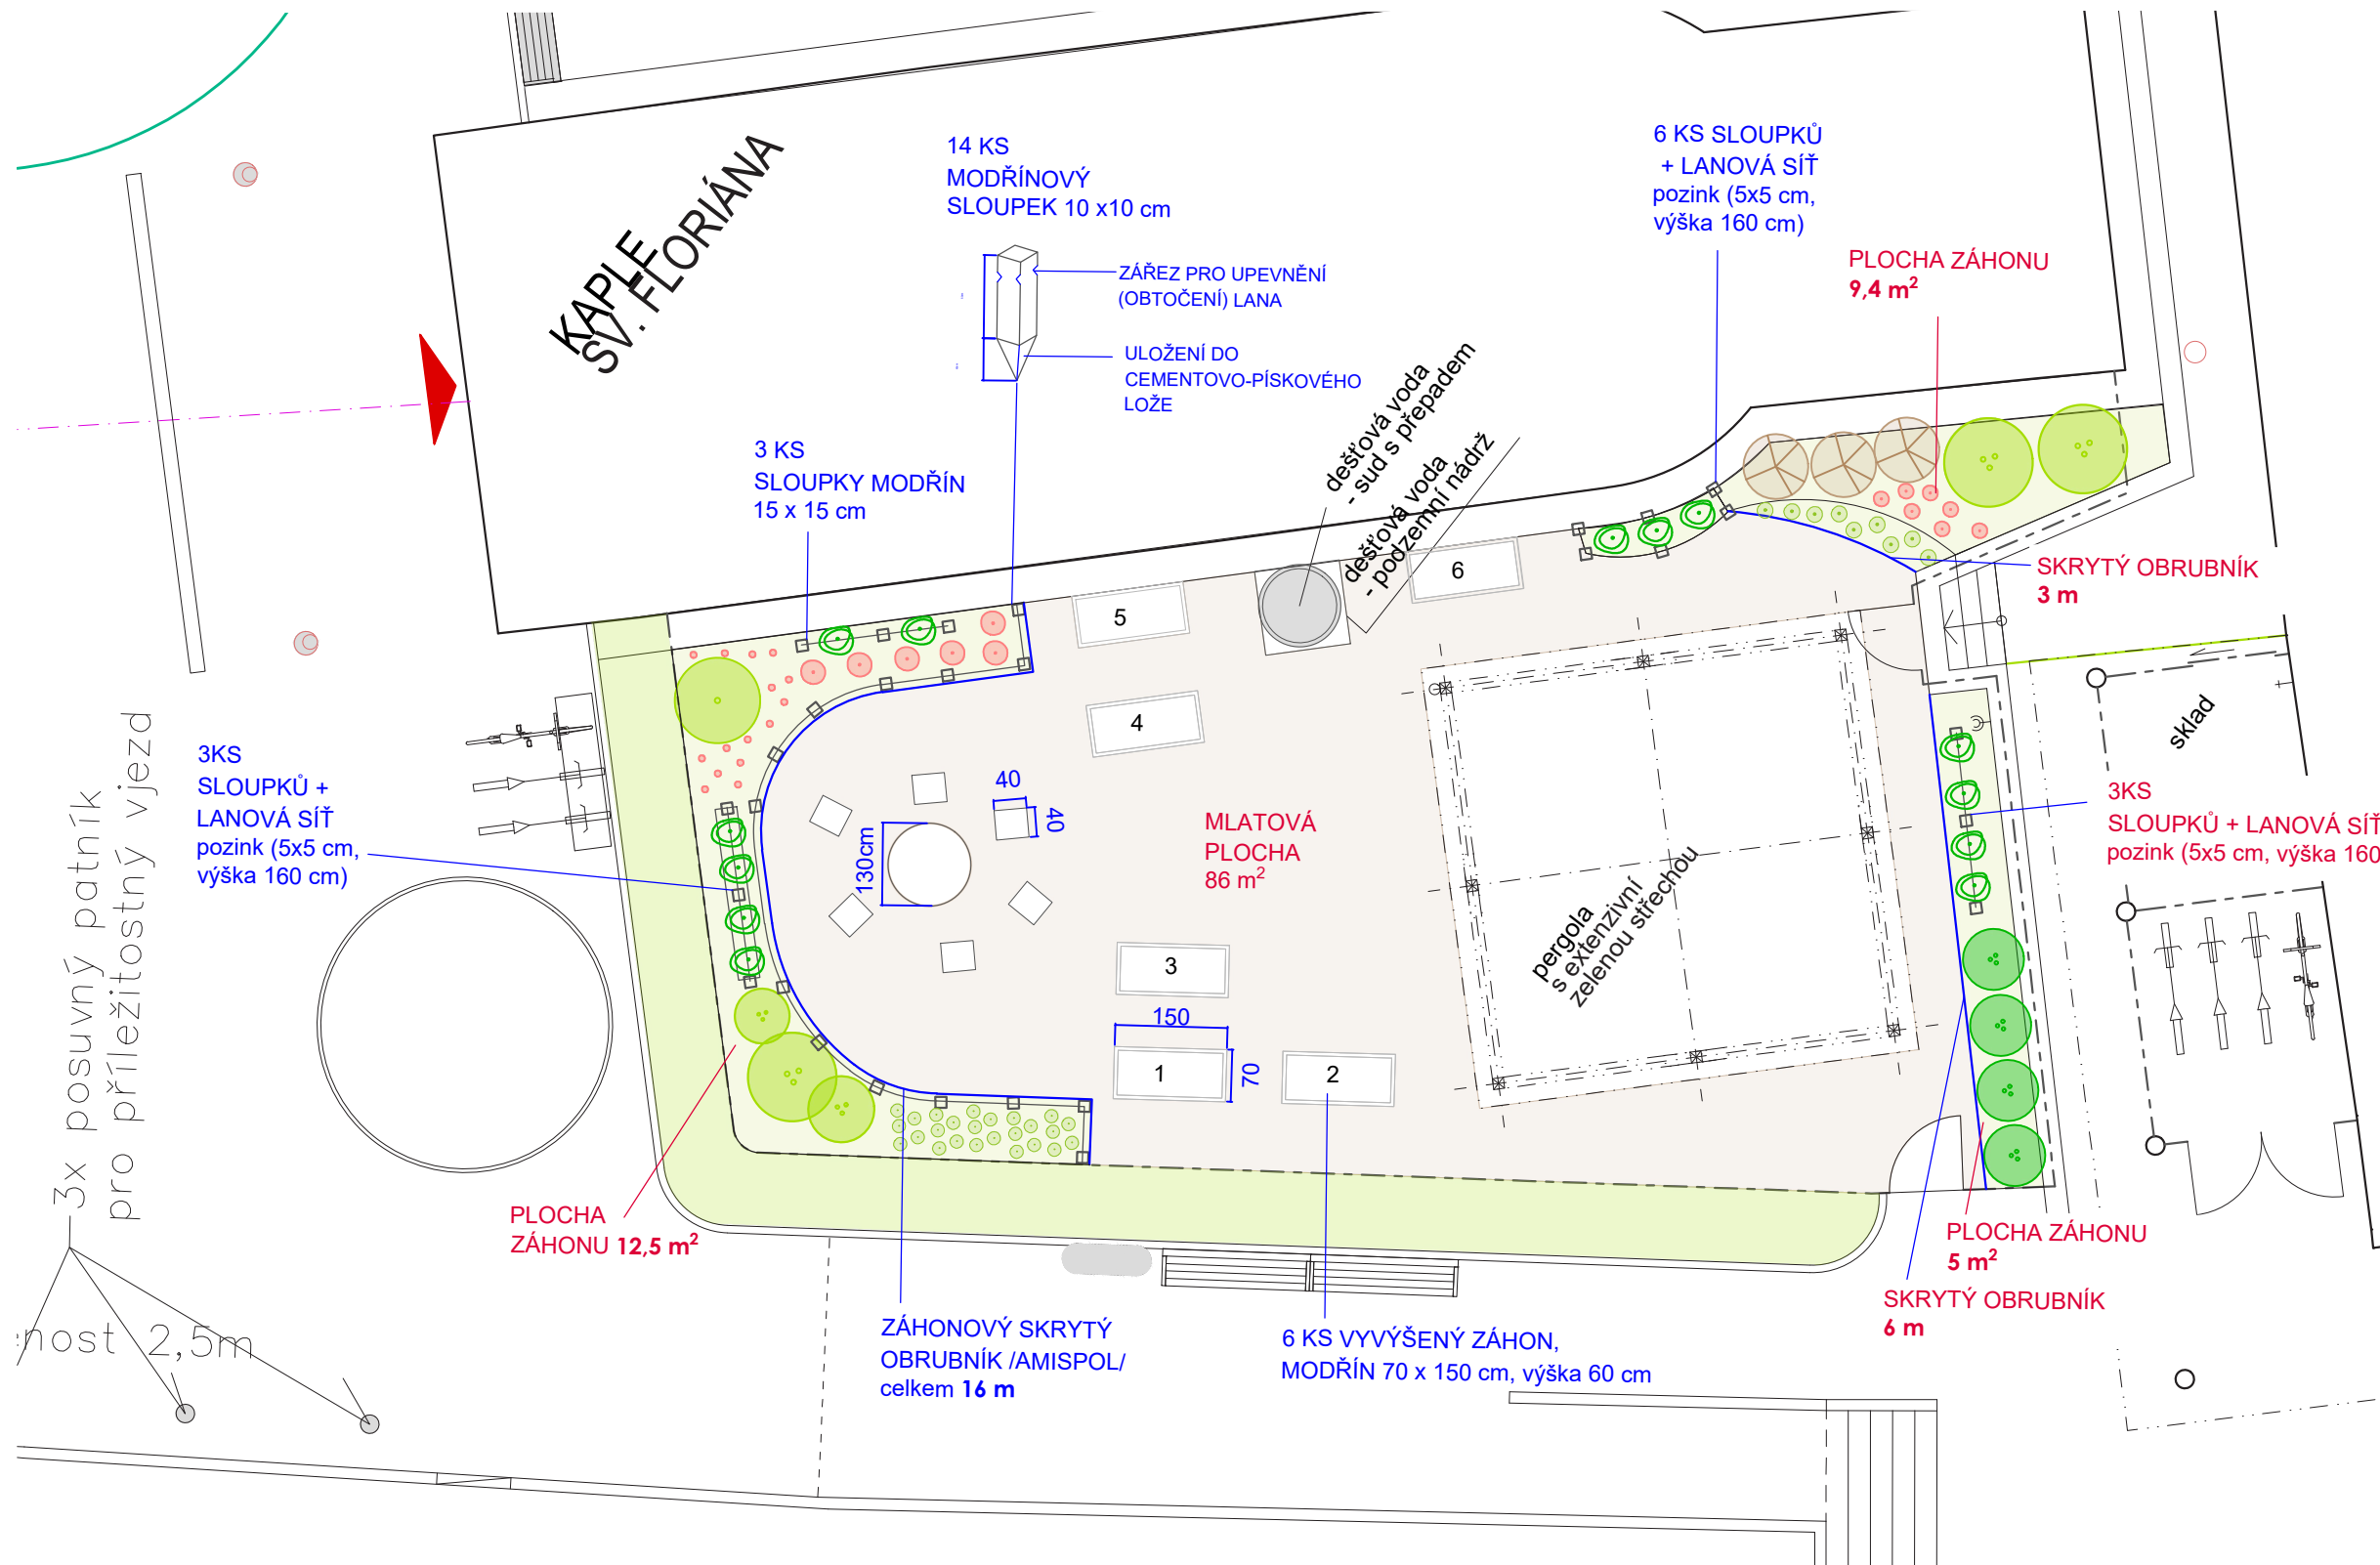 KAPLE
SV. FLORIÁNA
14 KS
MODŘÍNOVÝ
SLOUPEK 10 x10 cm
ZÁŘEZ PRO UPEVNĚNÍ
(OBTOČENÍ) LANA
ULOŽENÍ DO
CEMENTOVO-PÍSKOVÉHO
LOŽE
6 KS SLOUPKŮ
+ LANOVÁ SÍŤ
pozink (5x5 cm,
výška 160 cm)
PLOCHA ZÁHONU
9,4 m²
3 KS
SLOUPKY MODŘÍN
15 x 15 cm
dešťová voda
- sud s přepadem
dešťová voda
- podzemní nádrž
SKRYTÝ OBRUBNÍK
3 m
5
6
4
sklad
3KS
SLOUPKŮ +
LANOVÁ SÍŤ
pozink (5x5 cm,
výška 160 cm)
40
40
130cm
MLATOVÁ
PLOCHA
86 m²
3KS
SLOUPKŮ + LANOVÁ SÍŤ
pozink (5x5 cm, výška 160
pergola
s extenzivní
zelenou střechou
3
150
1
70
2
3x posuvný patník
pro příležitostný vjezd
PLOCHA
ZÁHONU 12,5 m²
PLOCHA ZÁHONU
5 m²
SKRYTÝ OBRUBNÍK
6 m
nost 2,5m
ZÁHONOVÝ SKRYTÝ
OBRUBNÍK /AMISPOL/
celkem 16 m
6 KS VYVÝŠENÝ ZÁHON,
MODŘÍN 70 x 150 cm, výška 60 cm